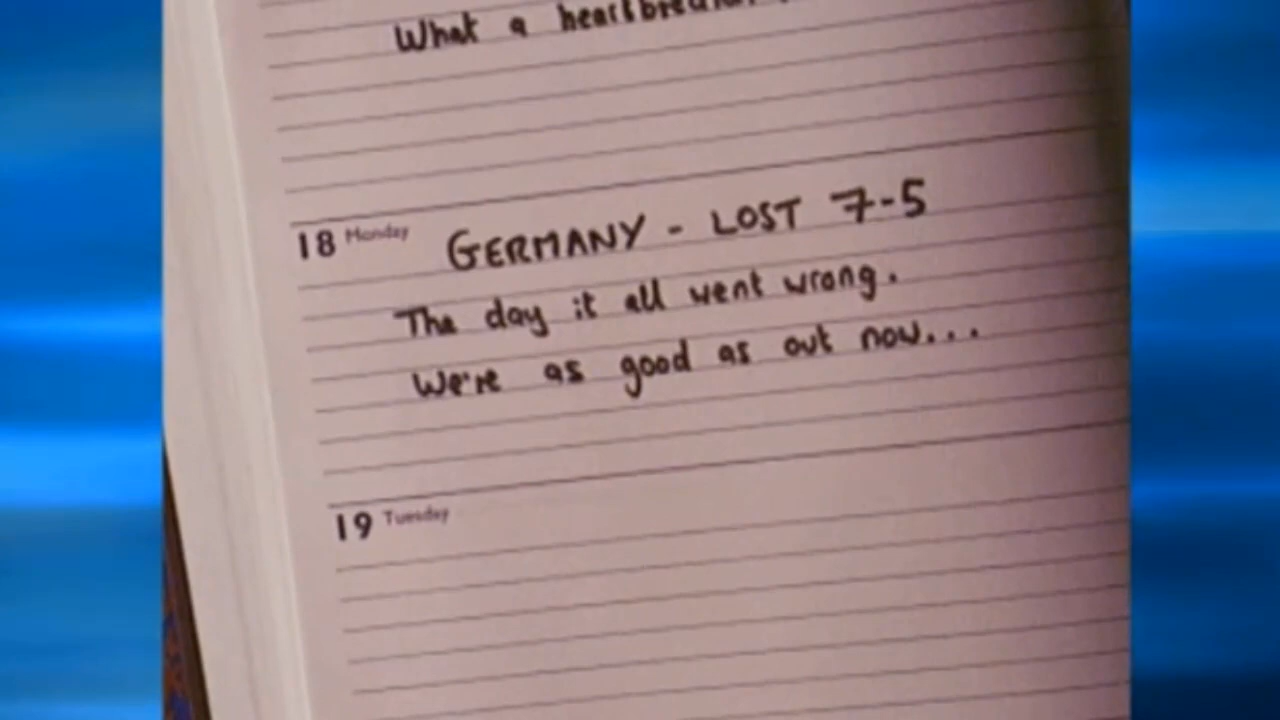 What a
18 Monday GERMANY - LOST 7-5
The day it all went wrong.
We're as good as out now...
19 Tuesday